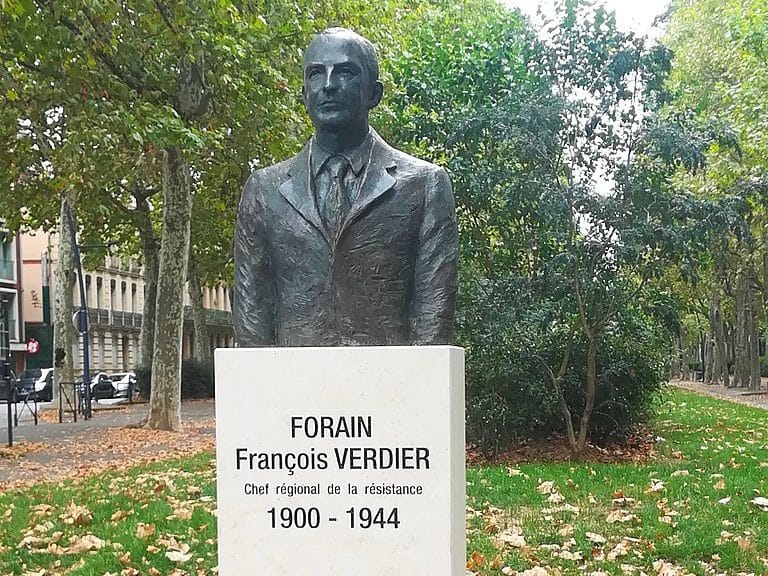 FORAIN
François VERDIER
Chef régional de la résistance
1900 - 1944